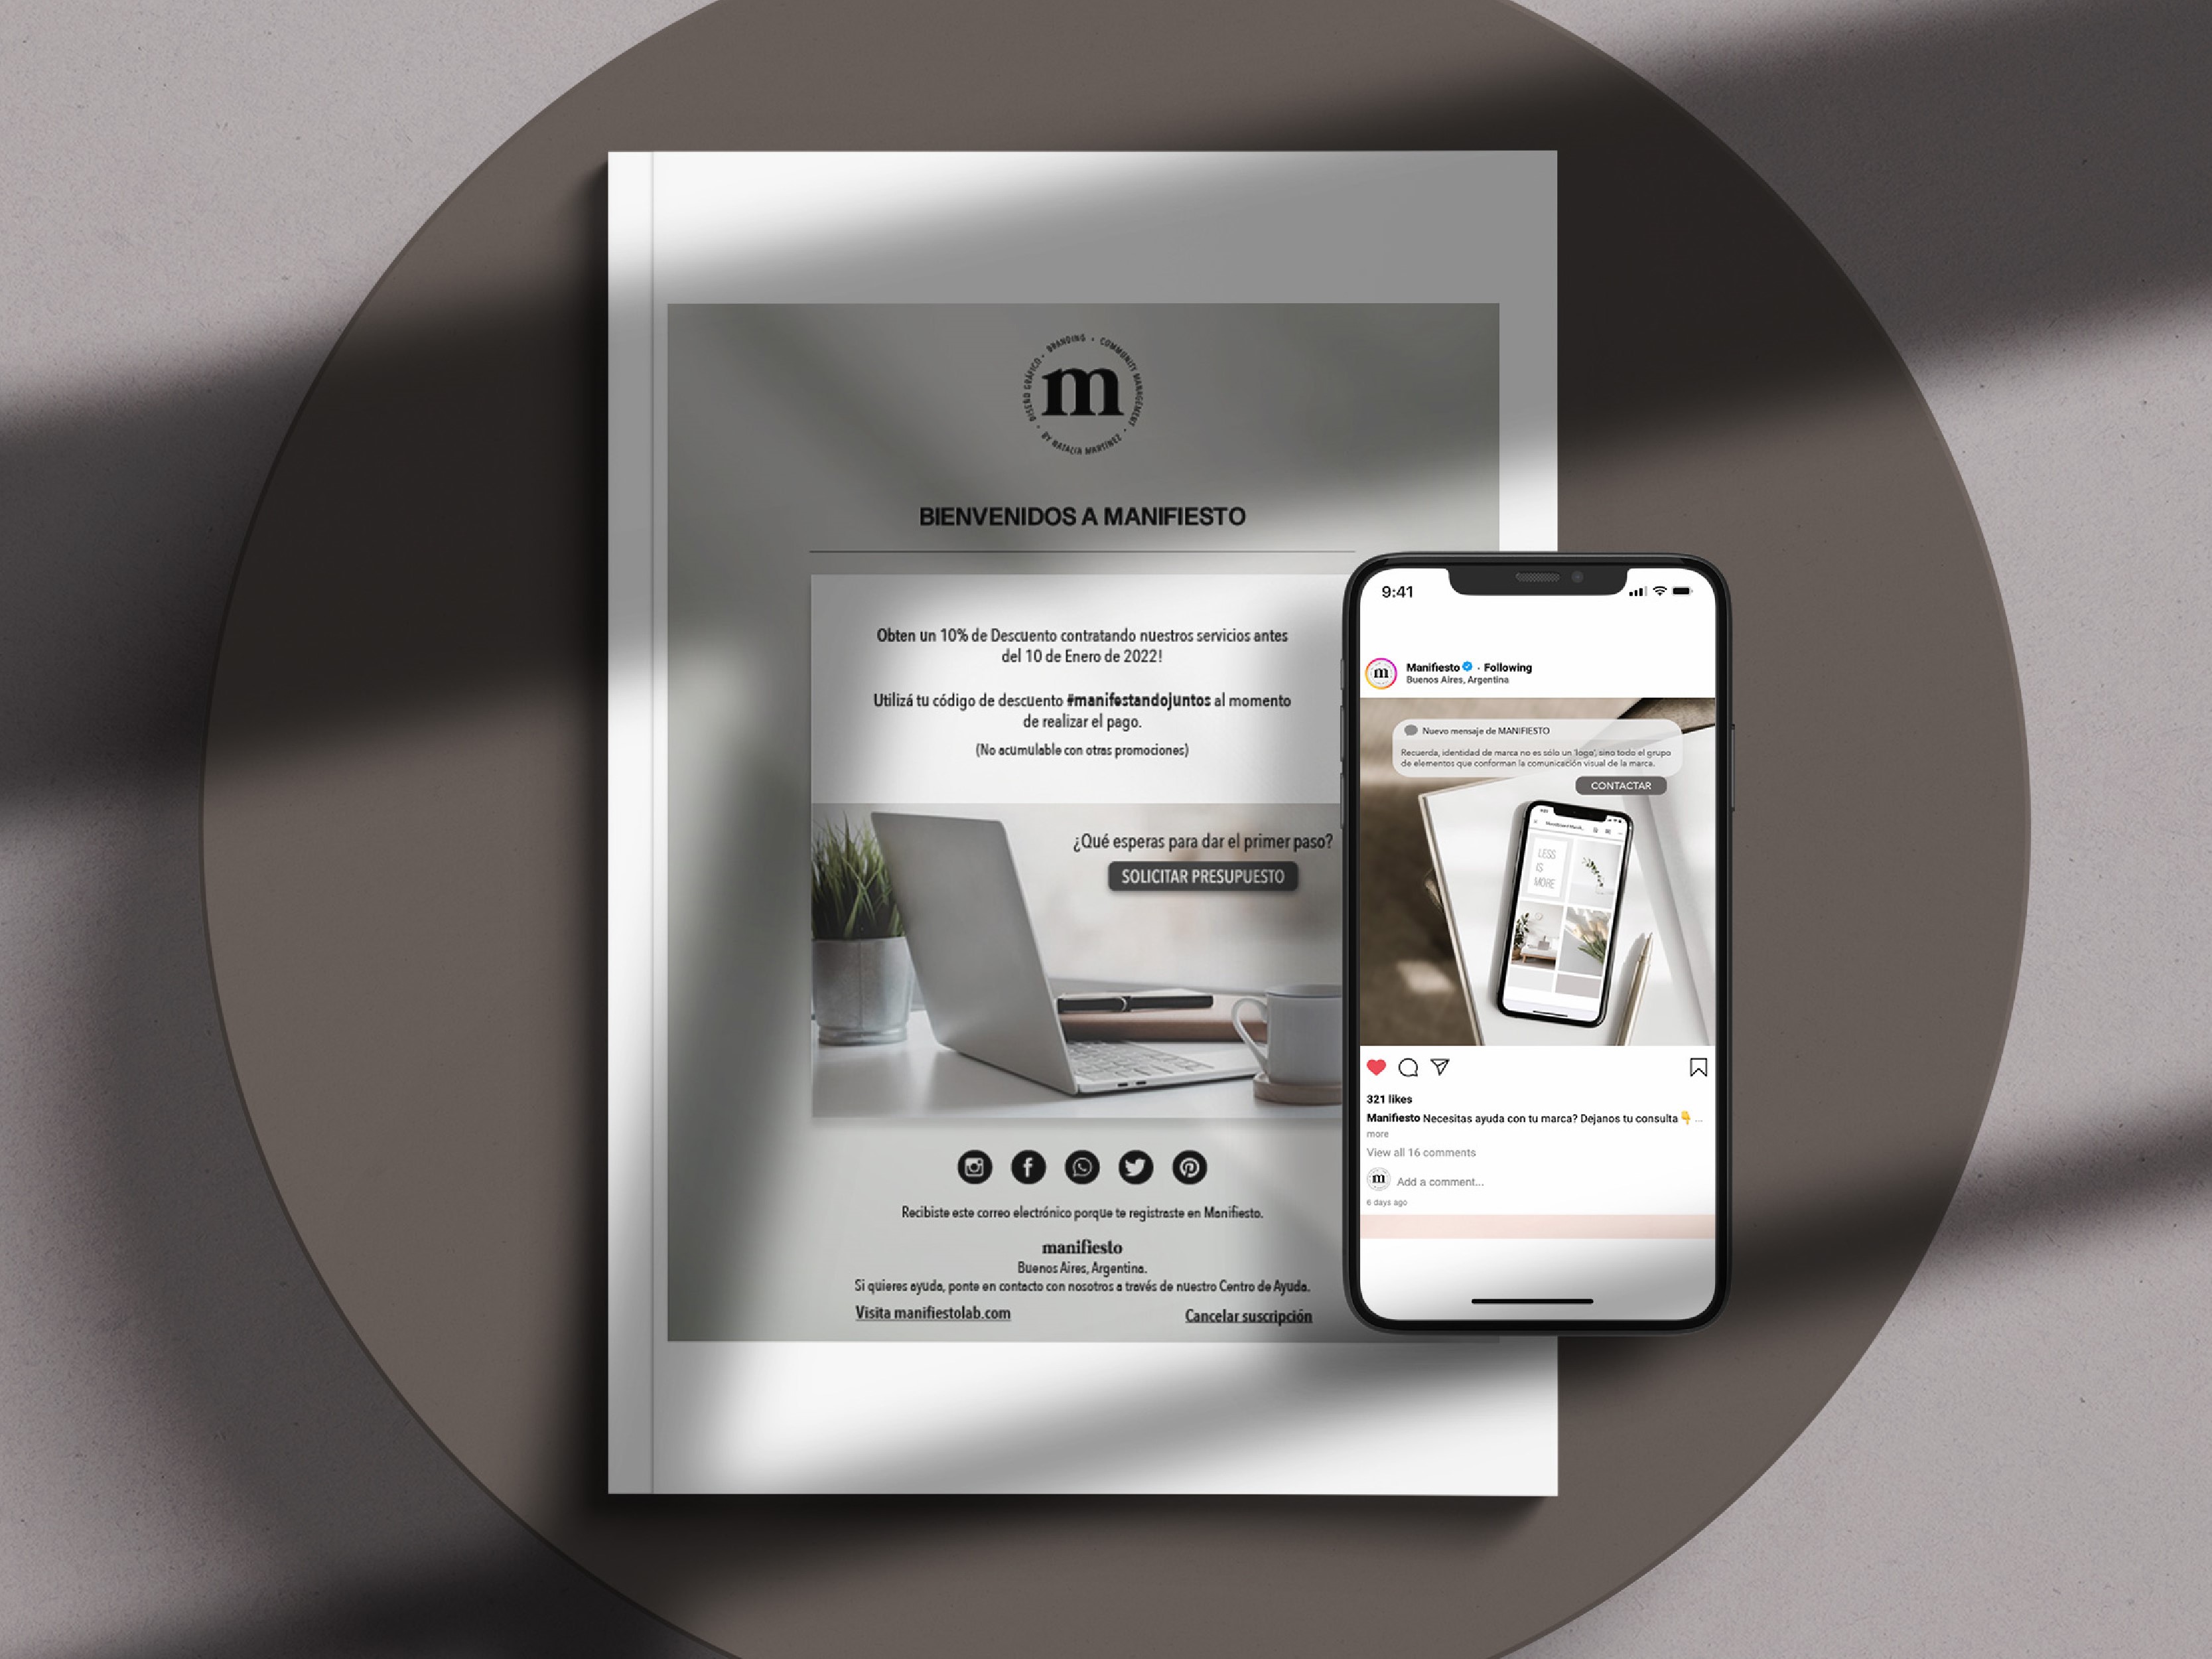 DISEÑO GRÁFICO • BRANDING • COMMUNITY MANAGEMENT • BY NATALIA MARTÍNEZ •
m
BIENVENIDOS A MANIFIESTO
Obten un 10% de Descuento contratando nuestros servicios antes
del 10 de Enero de 2022!
Utilizá tu código de descuento #manifestandojuntos al momento
de realizar el pago.
(No acumulable con otras promociones)
¿Qué esperas para dar el primer paso?
SOLICITAR PRESUPUESTO
Recibiste este correo electrónico porque te registraste en Manifiesto.
manifiesto
Buenos Aires, Argentina.
Si quieres ayuda, ponte en contacto con nosotros a través de nuestro Centro de Ayuda.
Visita manifiestolab.com
Cancelar suscripción
9:41
m
Manifiesto · Following
Buenos Aires, Argentina
Nuevo mensaje de MANIFIESTO
Recuerda, identidad de marca no es sólo un 'logo', sino todo el grupo
de elementos que conforman la comunicación visual de la marca.
CONTACTAR
LESS
IS
MORE
321 likes
Manifiesto Necesitas ayuda con tu marca? Dejanos tu consulta 👇 ...
more
View all 16 comments
m
Add a comment...
6 days ago